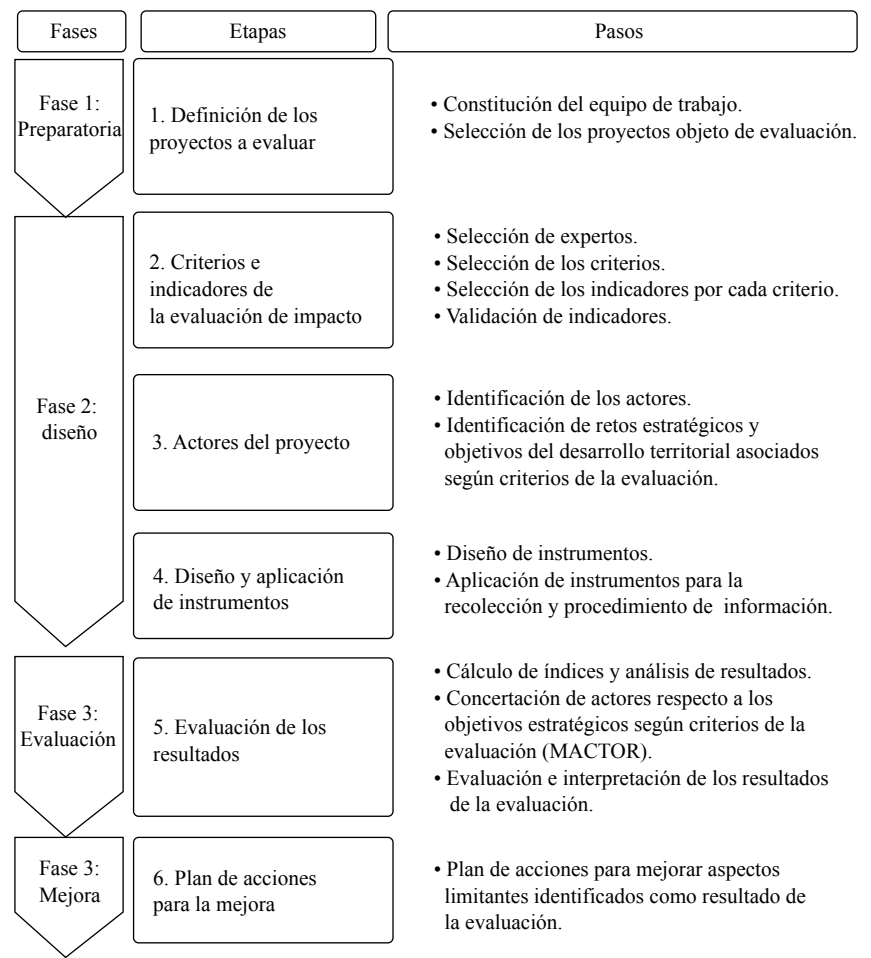 Fases
Etapas
Pasos
Fase 1:
Preparatoria
1. Definición de los
proyectos a evaluar
• Constitución del equipo de trabajo.
• Selección de los proyectos objeto de evaluación.
Fase 2:
diseño
2. Criterios e
indicadores de
la evaluación de impacto
• Selección de expertos.
• Selección de los criterios.
• Selección de los indicadores por cada criterio.
• Validación de indicadores.
3. Actores del proyecto
• Identificación de los actores.
• Identificación de retos estratégicos y
objetivos del desarrollo territorial asociados
según criterios de la evaluación.
4. Diseño y aplicación
de instrumentos
• Diseño de instrumentos.
• Aplicación de instrumentos para la
recolección y procedimiento de información.
Fase 3:
Evaluación
5. Evaluación de los
resultados
• Cálculo de índices y análisis de resultados.
• Concertación de actores respecto a los
objetivos estratégicos según criterios de la
evaluación (MACTOR).
• Evaluación e interpretación de los resultados
de la evaluación.
Fase 3:
Mejora
6. Plan de acciones
para la mejora
• Plan de acciones para mejorar aspectos
limitantes identificados como resultado de
la evaluación.